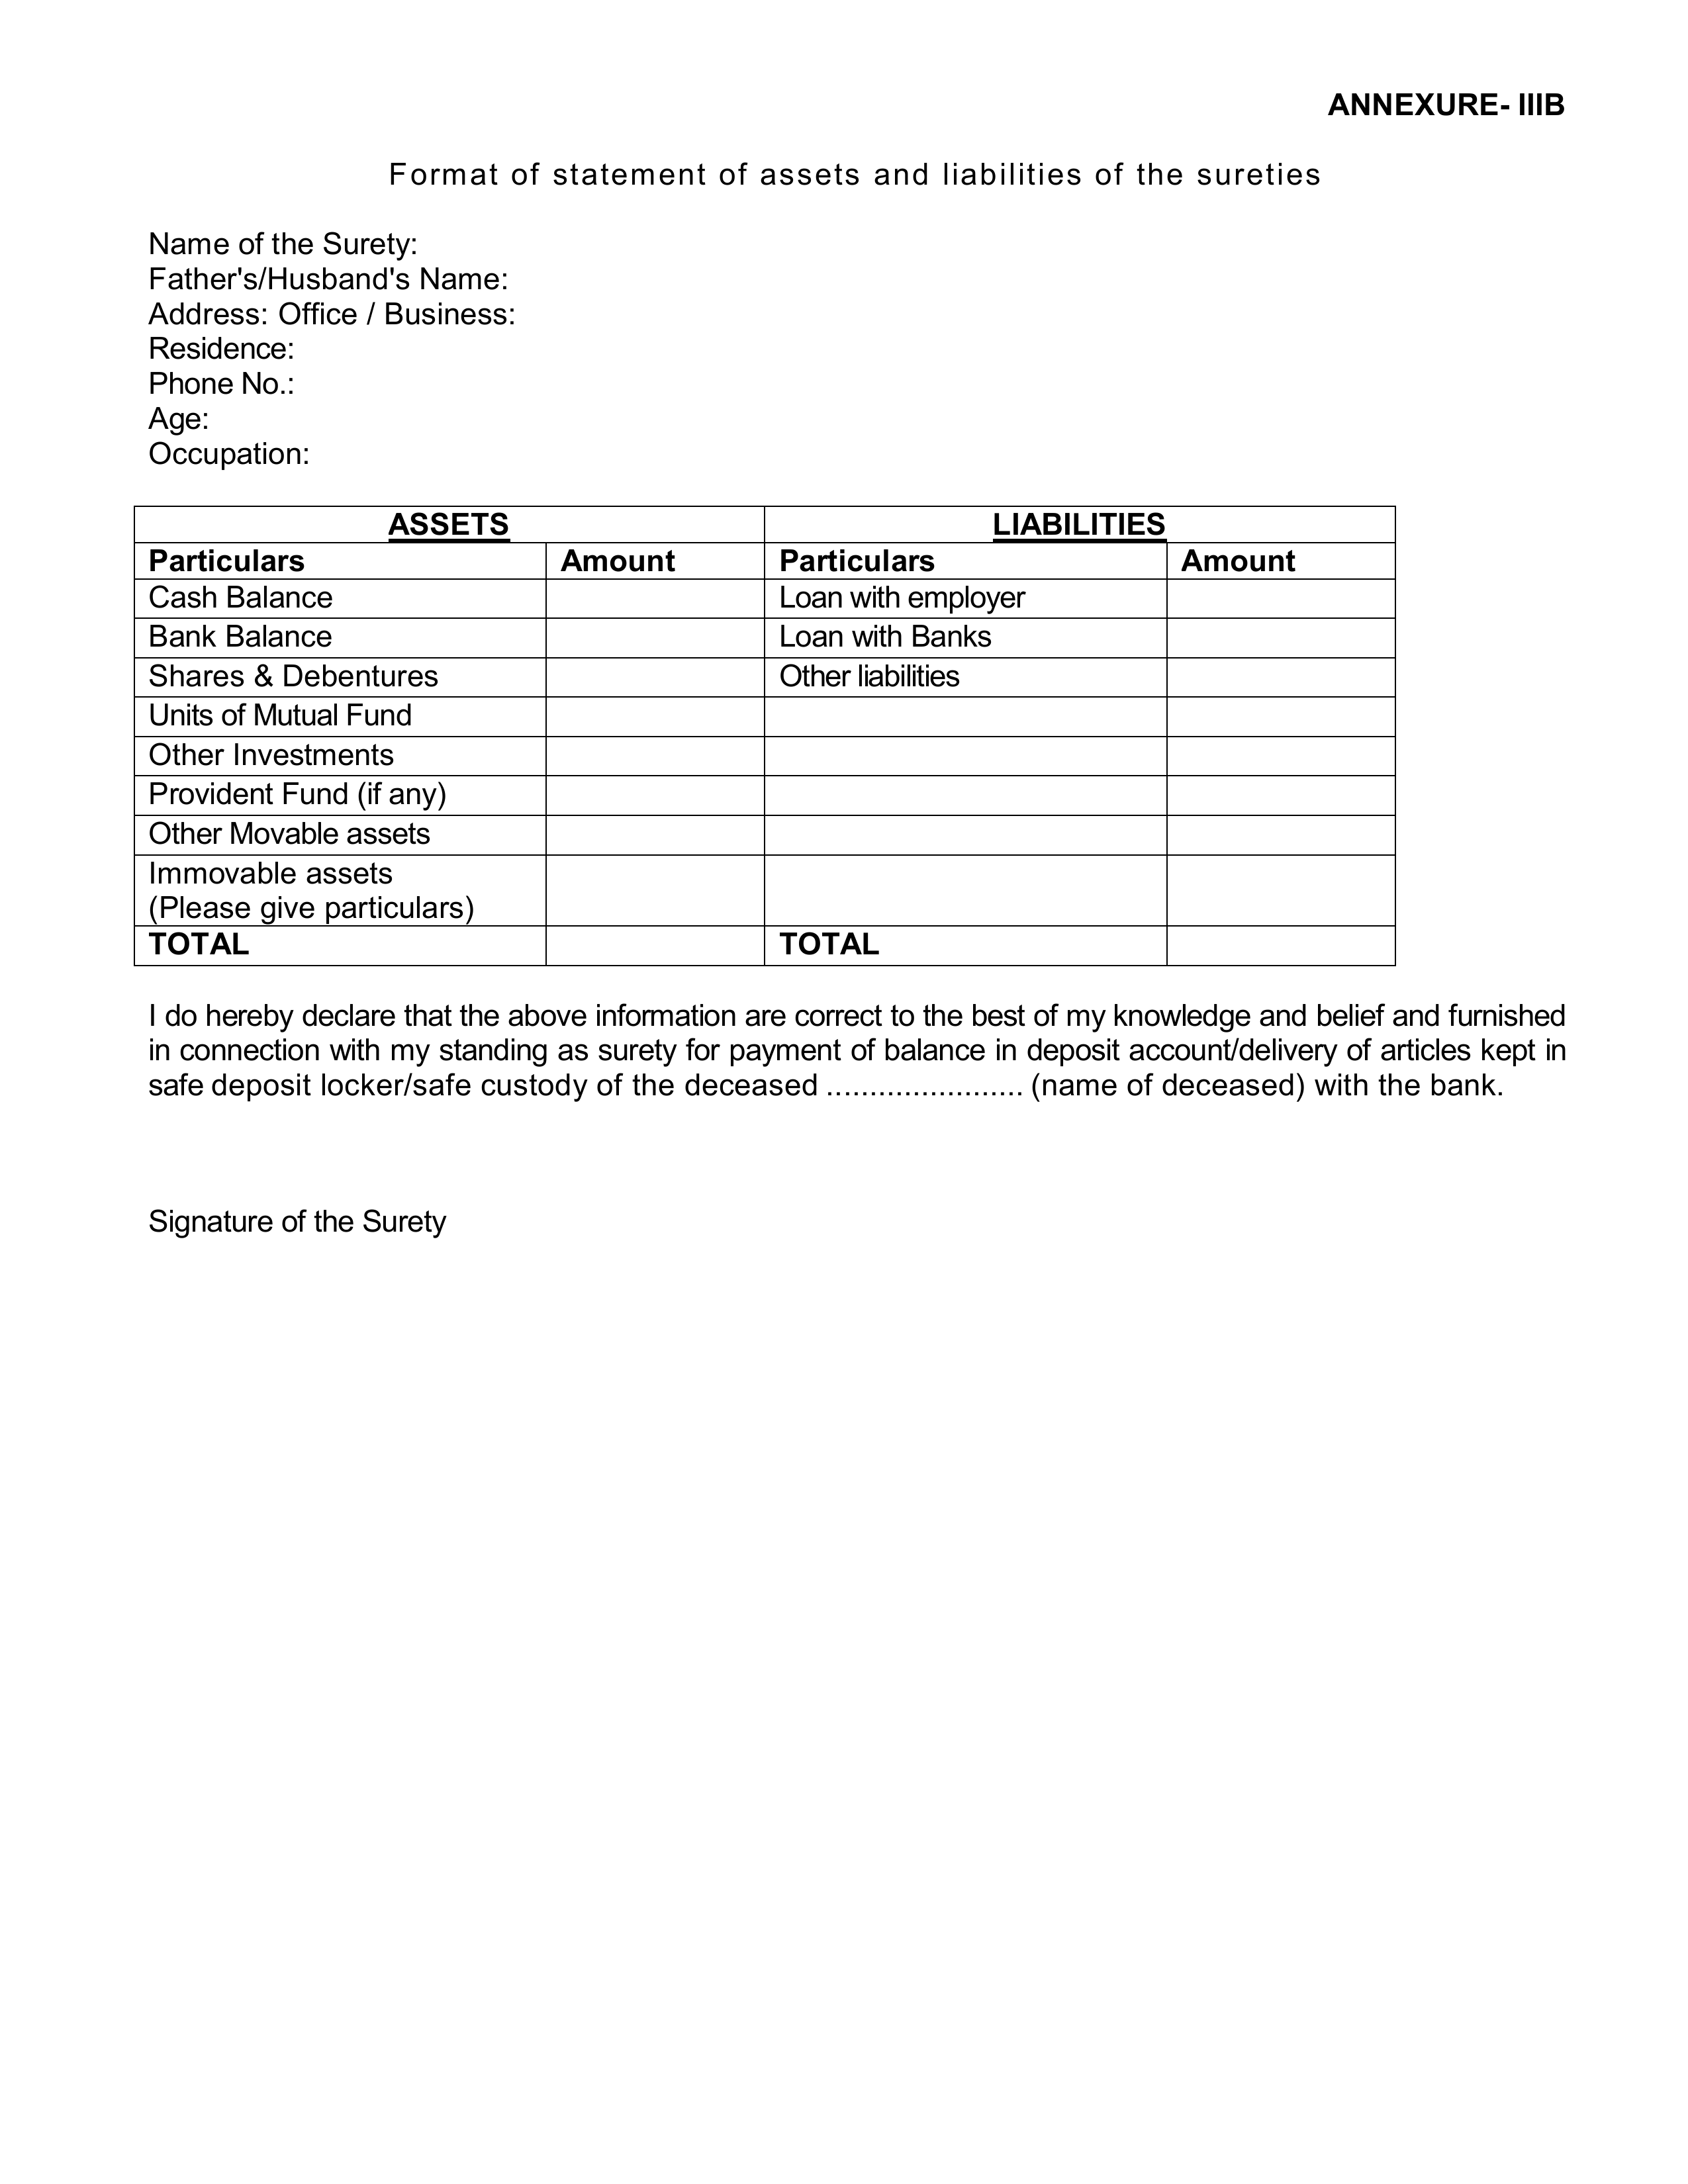 ANNEXURE- IIIB
Format of statement of assets and liabilities of the sureties
Name of the Surety:
Father's/Husband's Name:
Address: Office / Business:
Residence:
Phone No.:
Age:
Occupation:
ASSETS LIABILITIES
Particulars Amount Particulars Amount
Cash Balance Loan with employer
Bank Balance Loan with Banks
Shares & Debentures Other liabilities
Units of Mutual Fund
Other Investments
Provident Fund (if any)
Other Movable assets
Immovable assets
(Please give particulars)
TOTAL TOTAL
I do hereby declare that the above information are correct to the best of my knowledge and belief and furnished
in connection with my standing as surety for payment of balance in deposit account/delivery of articles kept in
safe deposit locker/safe custody of the deceased ....................... (name of deceased) with the bank.
Signature of the Surety